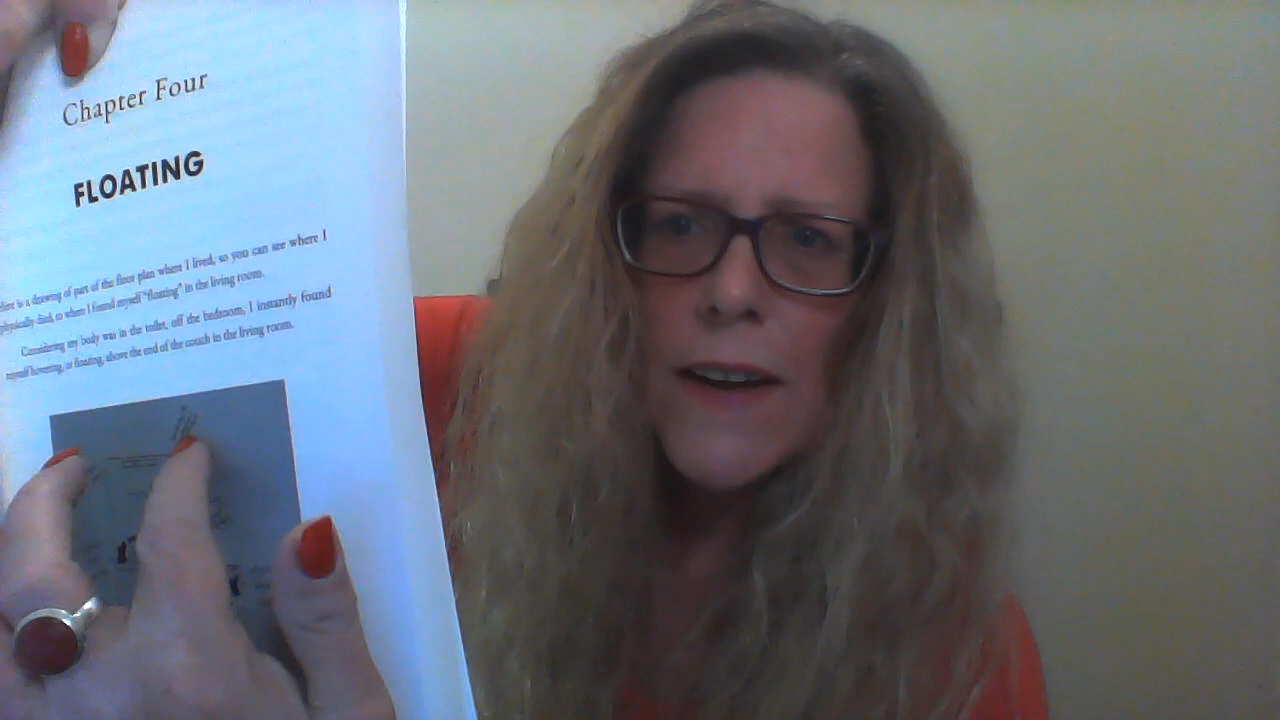 Chapter Four
FLOATING
Here is a drawing of part of the floor plan where I lived, so you can see where I
physically died, to where I found myself "floating" in the living room.
Considering my body was in the toilet, off the bedroom, I instantly found
myself hovering, or floating, above the end of the couch in the living room.